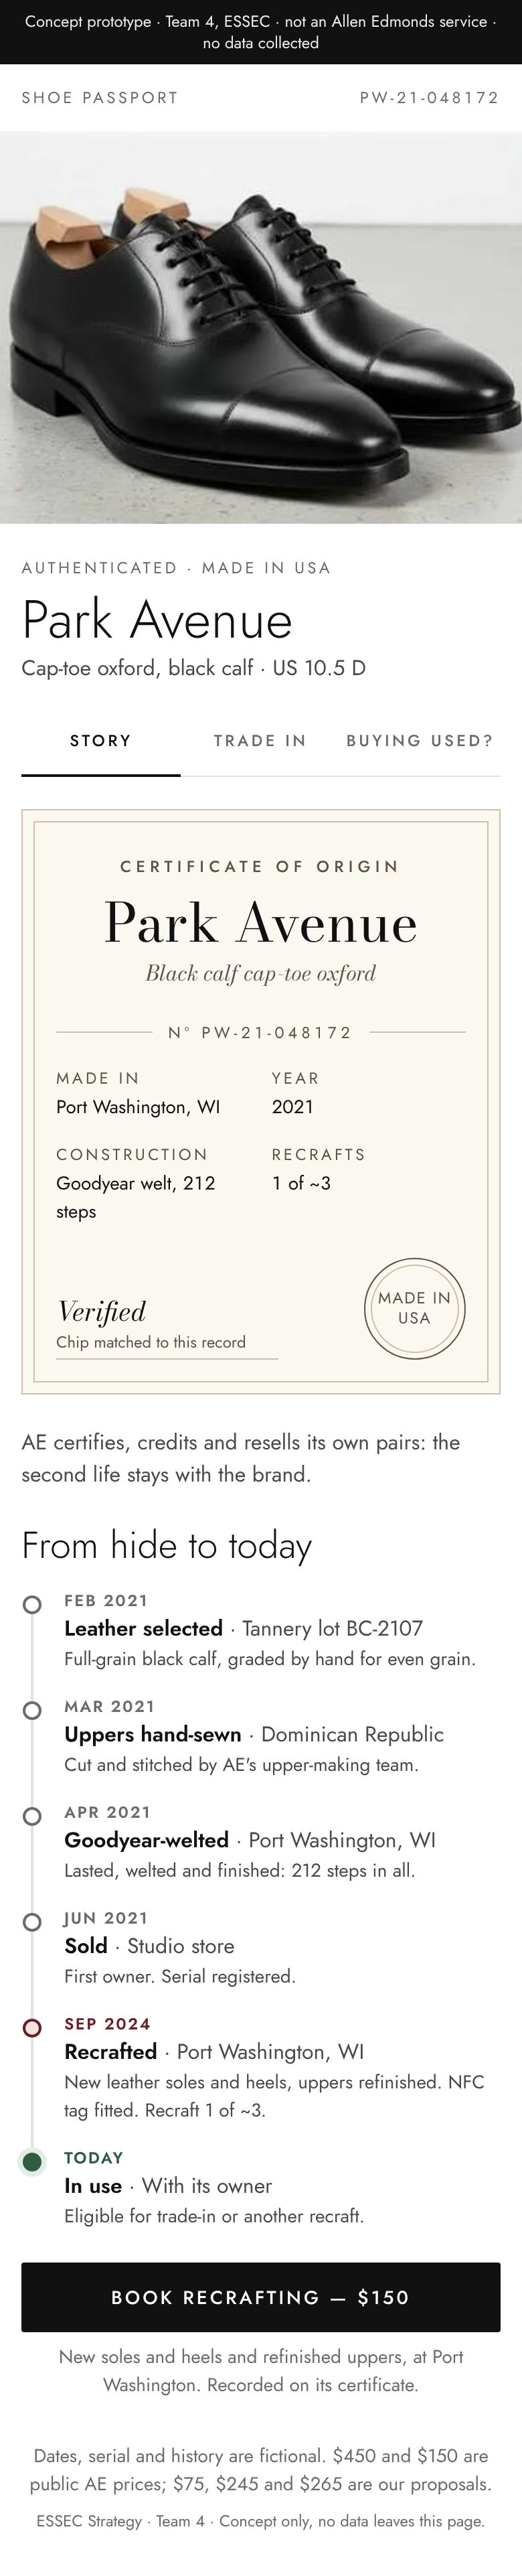 Concept prototype · Team 4, ESSEC · not an Allen Edmonds service ·
no data collected
SHOE PASSPORT
PW-21-048172
AUTHENTICATED · MADE IN USA
Park Avenue
Cap-toe oxford, black calf · US 10.5 D
STORY
TRADE IN
BUYING USED?
CERTIFICATE OF ORIGIN
Park Avenue
Black calf cap-toe oxford
N° PW-21-048172
MADE IN
Port Washington, WI
YEAR
2021
CONSTRUCTION
Goodyear welt, 212
steps
RECRAFTS
1 of ~3
Verified
Chip matched to this record
MADE IN
USA
AE certifies, credits and resells its own pairs: the
second life stays with the brand.
From hide to today
FEB 2021
Leather selected · Tannery lot BC-2107
Full-grain black calf, graded by hand for even grain.
MAR 2021
Uppers hand-sewn · Dominican Republic
Cut and stitched by AE's upper-making team.
APR 2021
Goodyear-welted · Port Washington, WI
Lasted, welted and finished: 212 steps in all.
JUN 2021
Sold · Studio store
First owner. Serial registered.
SEP 2024
Recrafted · Port Washington, WI
New leather soles and heels, uppers refinished. NFC
tag fitted. Recraft 1 of ~3.
TODAY
In use · With its owner
Eligible for trade-in or another recraft.
BOOK RECRAFTING — $150
New soles and heels and refinished uppers, at Port
Washington. Recorded on its certificate.
Dates, serial and history are fictional. $450 and $150 are
public AE prices; $75, $245 and $265 are our proposals.
ESSEC Strategy · Team 4 · Concept only, no data leaves this page.